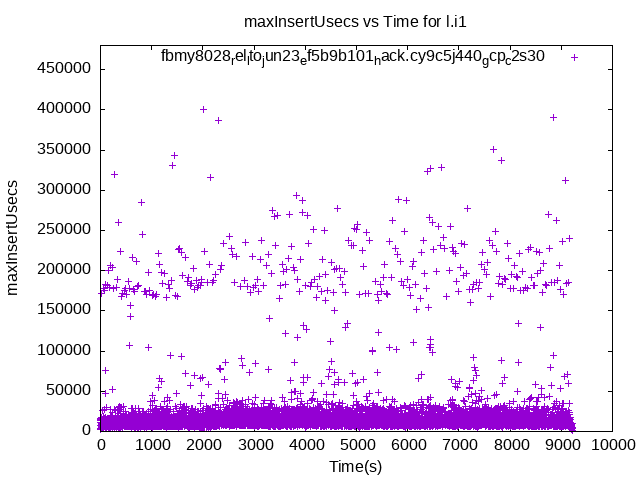 maxInsertUsecs vs Time for l.i1
fbmy8028relltojun23ef5b9b101hack.cy9c5j440gcpc2s30
450000
400000
350000
300000
250000
200000
150000
100000
50000
0
maxInsertUsecs
0 1000 2000 3000 4000 5000 6000 7000 8000 9000 10000
Time(s)